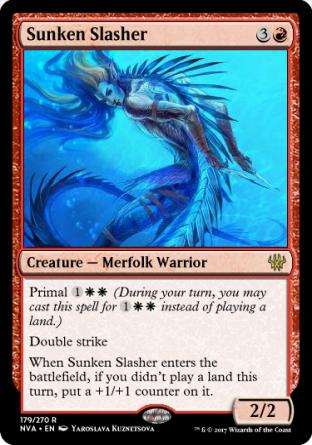 Sunken Slasher 3
Creature — Merfolk Warrior
Primal 1 (During your turn, you may
cast this spell for 1 instead of playing a
land.)
Double strike
When Sunken Slasher enters the
battlefield, if you didn't play a land this
turn, put a +1/+1 counter on it.
2/2
179/270 R
NVA • EN Yaroslava Kuznetsova
™ & © 2017 Wizards of the Coast